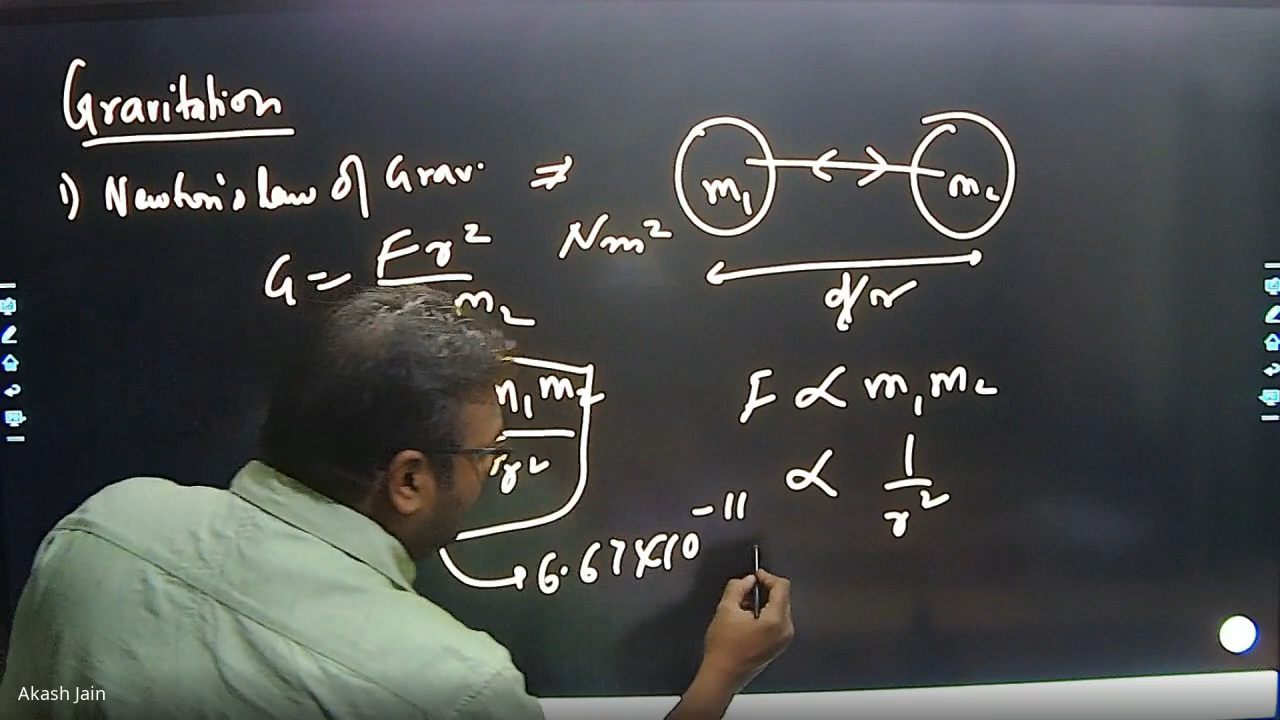 Gravitation
1) Newton's Law of Grav. ⇒
m₁ m₂
G = Fr² Nm²
m₂
d/r
m₁m₂
r²
F ∝ m₁m₂
∝ 1/r²
→ 6.67×10⁻¹¹
Akash Jain